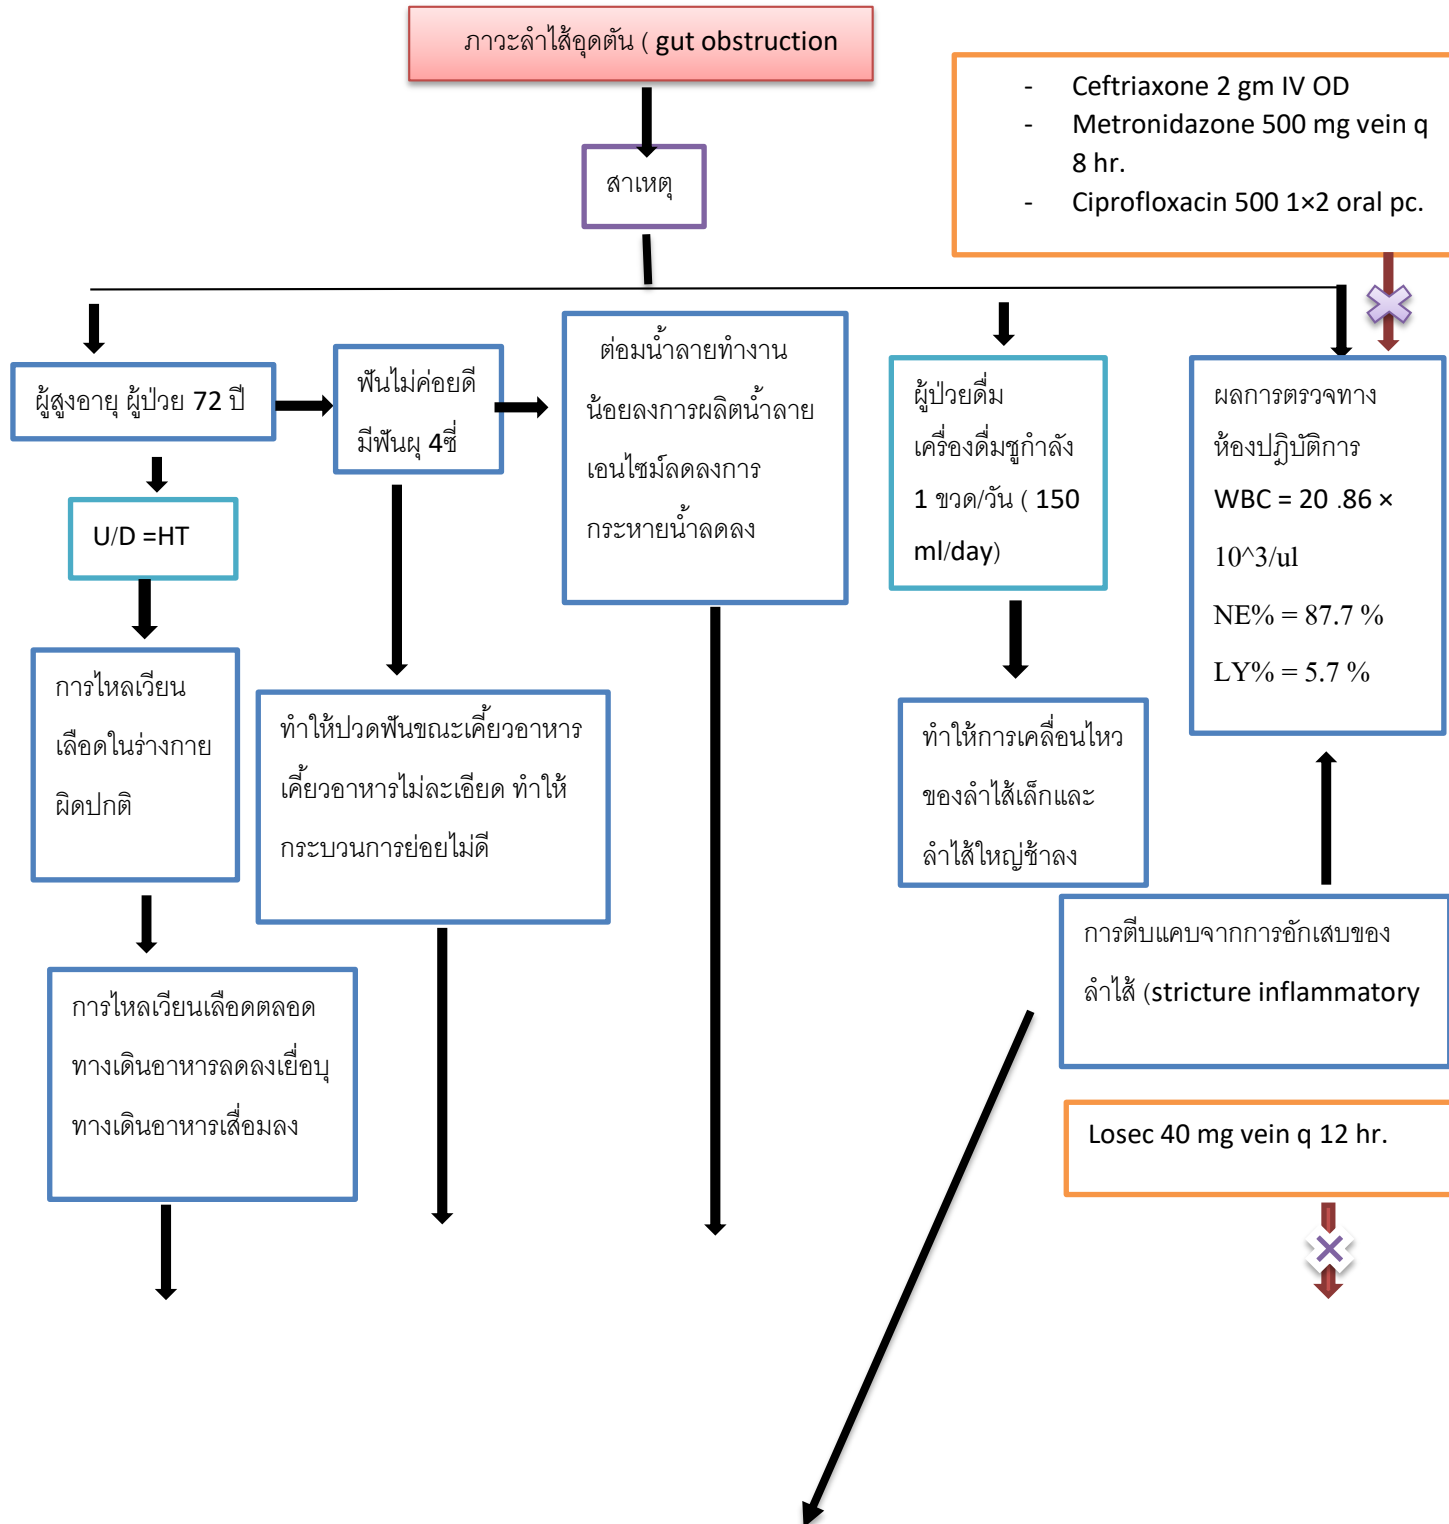 ภาวะลำไส้อุดตัน ( gut obstruction
- Ceftriaxone 2 gm IV OD
- Metronidazone 500 mg vein q
8 hr.
- Ciprofloxacin 500 1×2 oral pc.
สาเหตุ
ผู้สูงอายุ ผู้ป่วย 72 ปี
ฟันไม่ค่อยดี
มีฟันผุ 4ซี่
ต่อมน้ำลายทำงาน
น้อยลงการผลิตน้ำลาย
เอนไซม์ลดลงการ
กระหายน้ำลดลง
ผู้ป่วยดื่ม
เครื่องดื่มชูกำลัง
1 ขวด/วัน ( 150
ml/day)
ผลการตรวจทาง
ห้องปฎิบัติการ
WBC = 20 .86 ×
10^3/ul
NE% = 87.7 %
LY% = 5.7 %
U/D =HT
การไหลเวียน
เลือดในร่างกาย
ผิดปกติ
ทำให้ปวดฟันขณะเคี้ยวอาหาร
เคี้ยวอาหารไม่ละเอียด ทำให้
กระบวนการย่อยไม่ดี
ทำให้การเคลื่อนไหว
ของลำไส้เล็กและ
ลำไส้ใหญ่ช้าลง
การตีบแคบจากการอักเสบของ
ลำไส้ (stricture inflammatory
การไหลเวียนเลือดตลอด
ทางเดินอาหารลดลงเยื่อบุ
ทางเดินอาหารเสื่อมลง
Losec 40 mg vein q 12 hr.